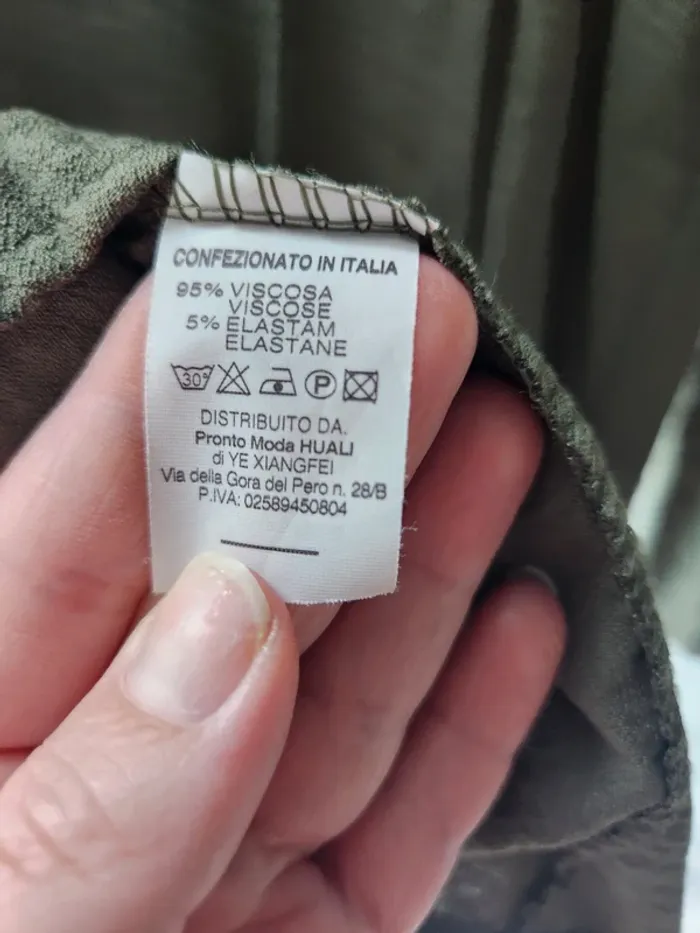 CONFEZIONATO IN ITALIA
95% VISCOSA
VISCOSE
5% ELASTAM
ELASTANE
30° P
DISTRIBUITO DA.
Pronto Moda HUALI
di YE XIANGFEI
Via della Gora del Pero n. 28/B
P.IVA: 02589450804